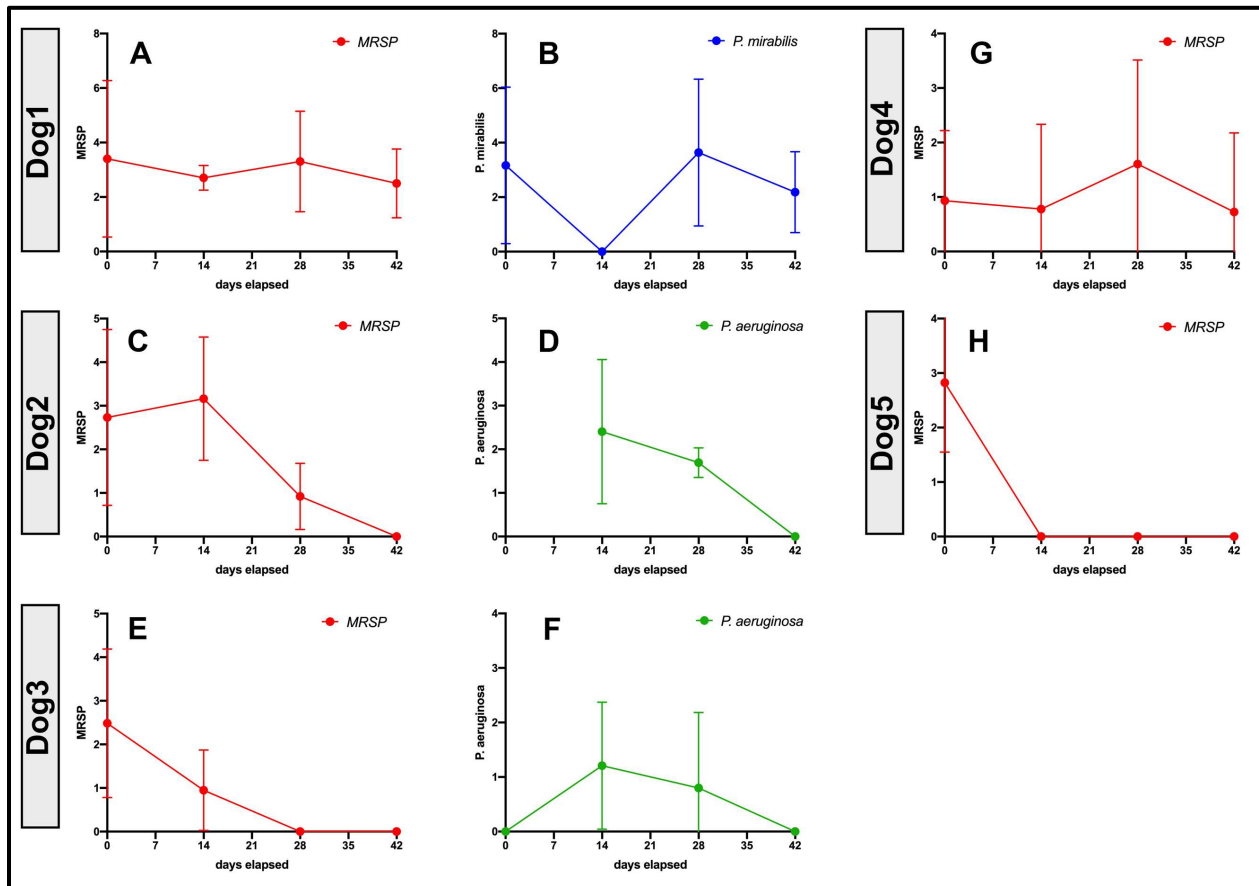 Dog1
A
MRSP
MRSP
8
6
4
2
0
0 7 14 21 28 35 42
days elapsed
B
P. mirabilis
P. mirabilis
8
6
4
2
0
0 7 14 21 28 35 42
days elapsed
Dog4
G
MRSP
MRSP
4
3
2
1
0
0 7 14 21 28 35 42
days elapsed
Dog2
C
MRSP
MRSP
5
4
3
2
1
0
0 7 14 21 28 35 42
days elapsed
D
P. aeruginosa
P. aeruginosa
5
4
3
2
1
0
0 7 14 21 28 35 42
days elapsed
Dog5
H
MRSP
MRSP
4
3
2
1
0
0 7 14 21 28 35 42
days elapsed
Dog3
E
MRSP
MRSP
5
4
3
2
1
0
0 7 14 21 28 35 42
days elapsed
F
P. aeruginosa
P. aeruginosa
4
3
2
1
0
0 7 14 21 28 35 42
days elapsed